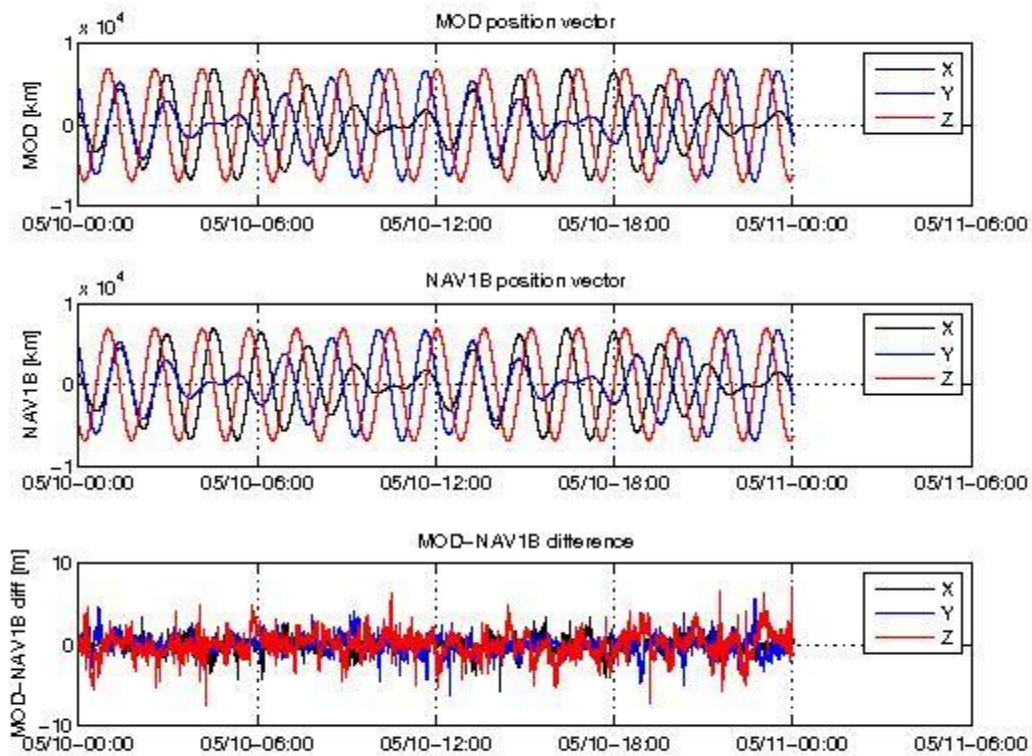 x 10⁴
MOD position vector
1
0
−1
MOD [km]
X
Y
Z
05/10−00:00 05/10−06:00 05/10−12:00 05/10−18:00 05/11−00:00 05/11−06:00
x 10⁴
NAV1B position vector
1
0
−1
NAV1B [km]
X
Y
Z
05/10−00:00 05/10−06:00 05/10−12:00 05/10−18:00 05/11−00:00 05/11−06:00
MOD−NAV1B difference
10
0
−10
MOD−NAV1B diff [m]
X
Y
Z
05/10−00:00 05/10−06:00 05/10−12:00 05/10−18:00 05/11−00:00 05/11−06:00